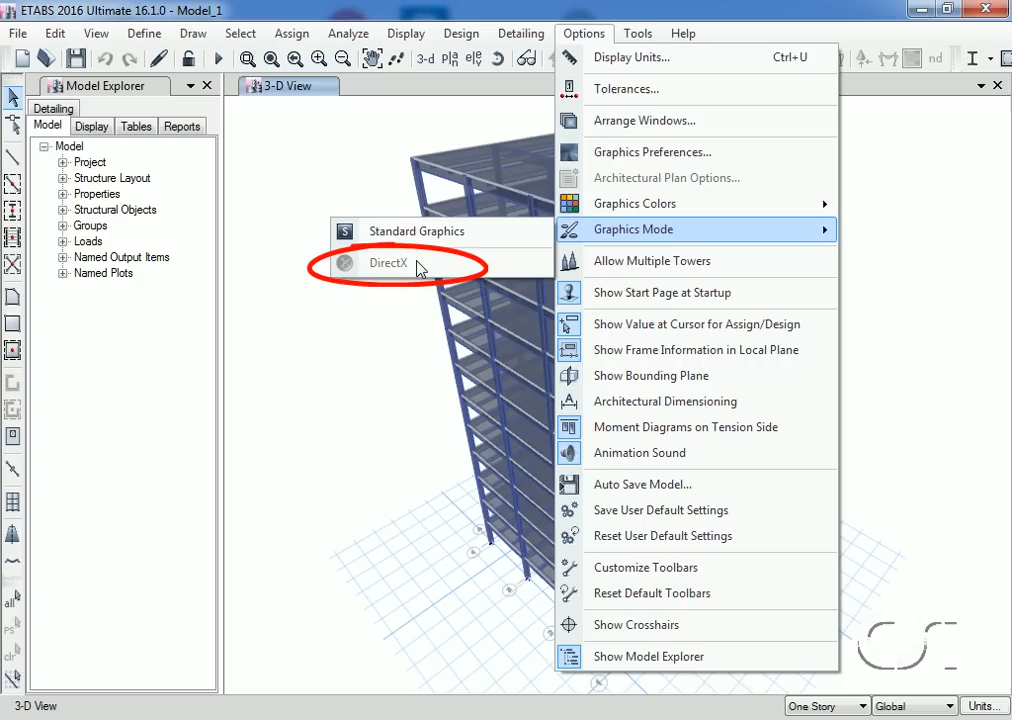 ETABS 2016 Ultimate 16.1.0 - Model_1
File Edit View Define Draw Select Assign Analyze Display Design Detailing Options Tools Help
3-d plä elë nd
Model Explorer
3-D View
Detailing
Model Display Tables Reports
Model
Project
Structure Layout
Properties
Structural Objects
Groups
Loads
Named Output Items
Named Plots
Standard Graphics
DirectX
Display Units... Ctrl+U
Tolerances...
Arrange Windows...
Graphics Preferences...
Architectural Plan Options...
Graphics Colors
Graphics Mode
Allow Multiple Towers
Show Start Page at Startup
Show Value at Cursor for Assign/Design
Show Frame Information in Local Plane
Show Bounding Plane
Architectural Dimensioning
Moment Diagrams on Tension Side
Animation Sound
Auto Save Model...
Save User Default Settings
Reset User Default Settings
Customize Toolbars
Reset Default Toolbars
Show Crosshairs
Show Model Explorer
all
PS
clr
CSI
3-D View
One Story Global Units...